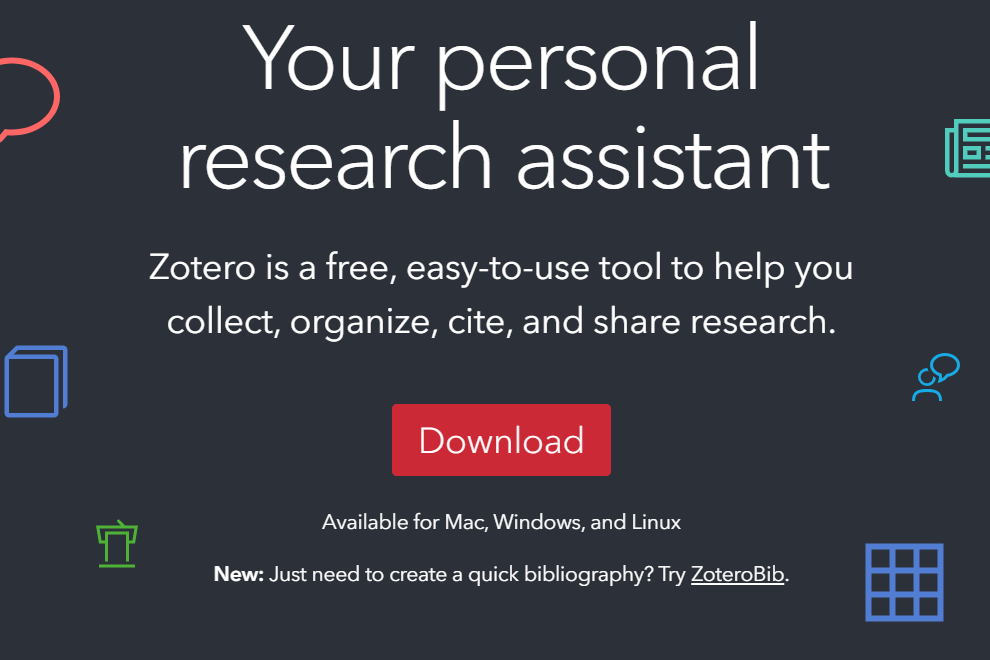 Your personal
research assistant
Zotero is a free, easy-to-use tool to help you
collect, organize, cite, and share research.
Download
Available for Mac, Windows, and Linux
New: Just need to create a quick bibliography? Try ZoteroBib.